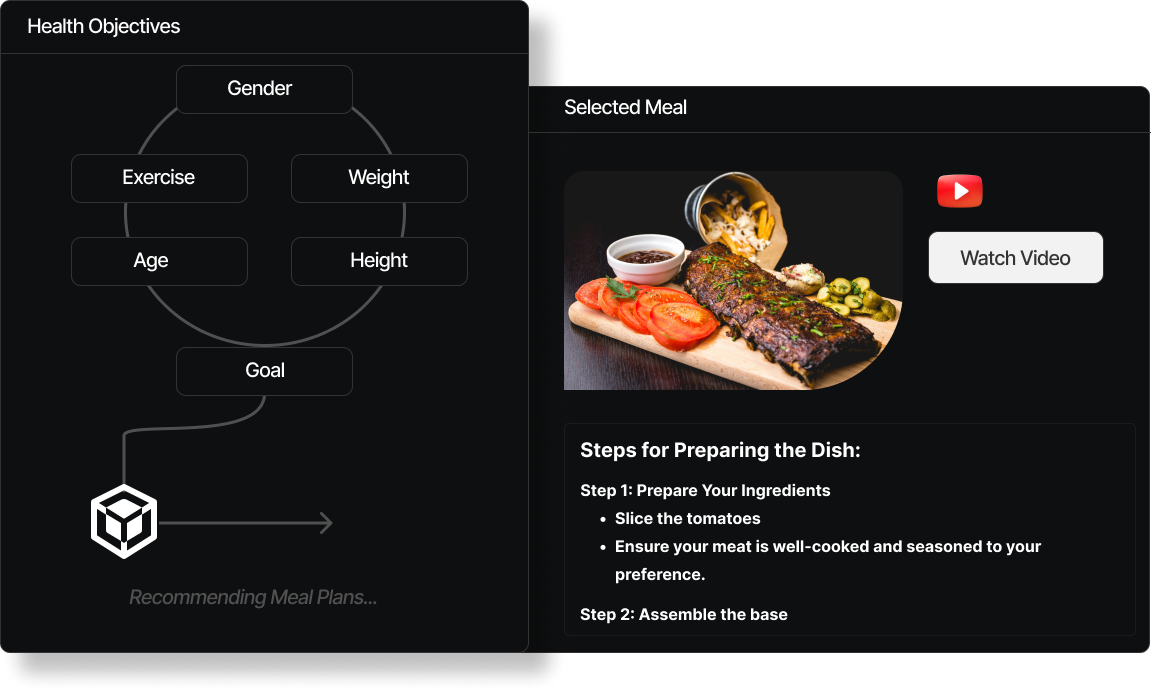 Health Objectives
Gender
Exercise
Weight
Age
Height
Goal
Recommending Meal Plans...
Selected Meal
Watch Video
Steps for Preparing the Dish:
Step 1: Prepare Your Ingredients
• Slice the tomatoes
• Ensure your meat is well-cooked and seasoned to your
preference.
Step 2: Assemble the base